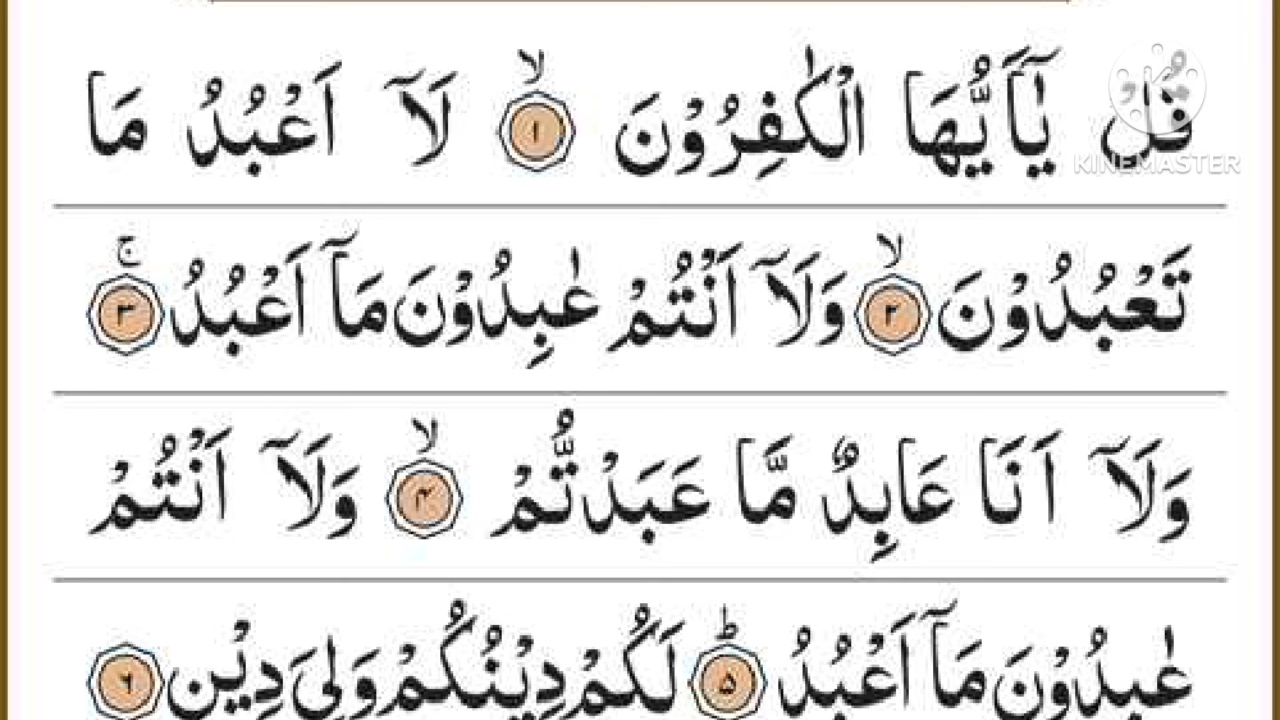 قُلْ يٰۤاَيُّهَا الْكٰفِرُوْنَ ۙ﴿۱﴾ لَاۤ اَعْبُدُ مَا
تَعْبُدُوْنَ ۙ﴿۲﴾ وَلَاۤ اَنْتُمْ عٰبِدُوْنَ مَاۤ اَعْبُدُ ۚ﴿۳﴾
وَلَاۤ اَنَا عَابِدٌ مَّا عَبَدْتُّمْ ۙ﴿۴﴾ وَلَاۤ اَنْتُمْ
عٰبِدُوْنَ مَاۤ اَعْبُدُ ؕ﴿۵﴾ لَكُمْ دِيْنُكُمْ وَلِىَ دِيْنِ ﴿۶﴾
KINEMASTER